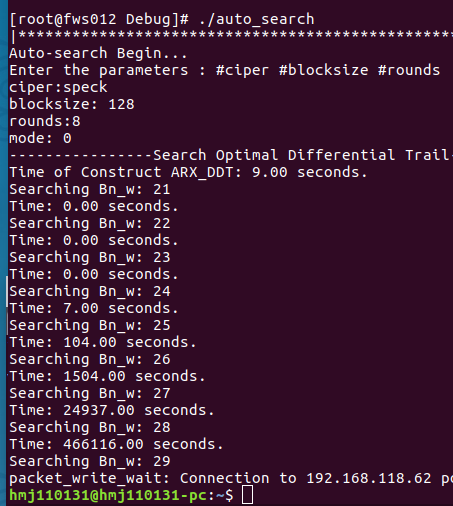 [root@fws012 Debug]# ./auto_search
|************************************************
Auto-search Begin...
Enter the parameters : #ciper #blocksize #rounds
ciper:speck
blocksize: 128
rounds:8
mode: 0
----------------Search Optimal Differential Trail-
Time of Construct ARX_DDT: 9.00 seconds.
Searching Bn_w: 21
Time: 0.00 seconds.
Searching Bn_w: 22
Time: 0.00 seconds.
Searching Bn_w: 23
Time: 0.00 seconds.
Searching Bn_w: 24
Time: 7.00 seconds.
Searching Bn_w: 25
Time: 104.00 seconds.
Searching Bn_w: 26
Time: 1504.00 seconds.
Searching Bn_w: 27
Time: 24937.00 seconds.
Searching Bn_w: 28
Time: 466116.00 seconds.
Searching Bn_w: 29
packet_write_wait: Connection to 192.168.118.62 po
hmj110131@hmj110131-pc:~$